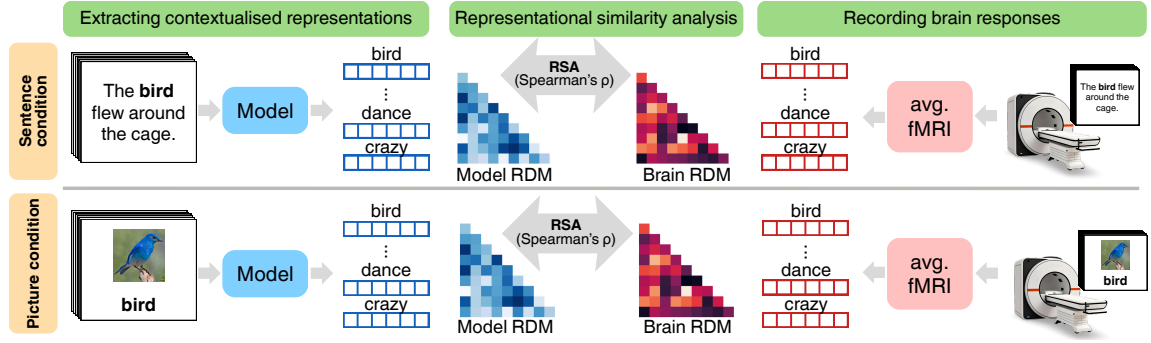 Extracting contextualised representations
Representational similarity analysis
Recording brain responses
Sentence
condition
The bird
flew around
the cage.
Model
bird
⋮
dance
crazy
RSA
(Spearman's ρ)
Model RDM
Brain RDM
bird
⋮
dance
crazy
avg.
fMRI
The bird flew
around the
cage.
Picture condition
bird
Model
bird
⋮
dance
crazy
RSA
(Spearman's ρ)
Model RDM
Brain RDM
bird
⋮
dance
crazy
avg.
fMRI
bird